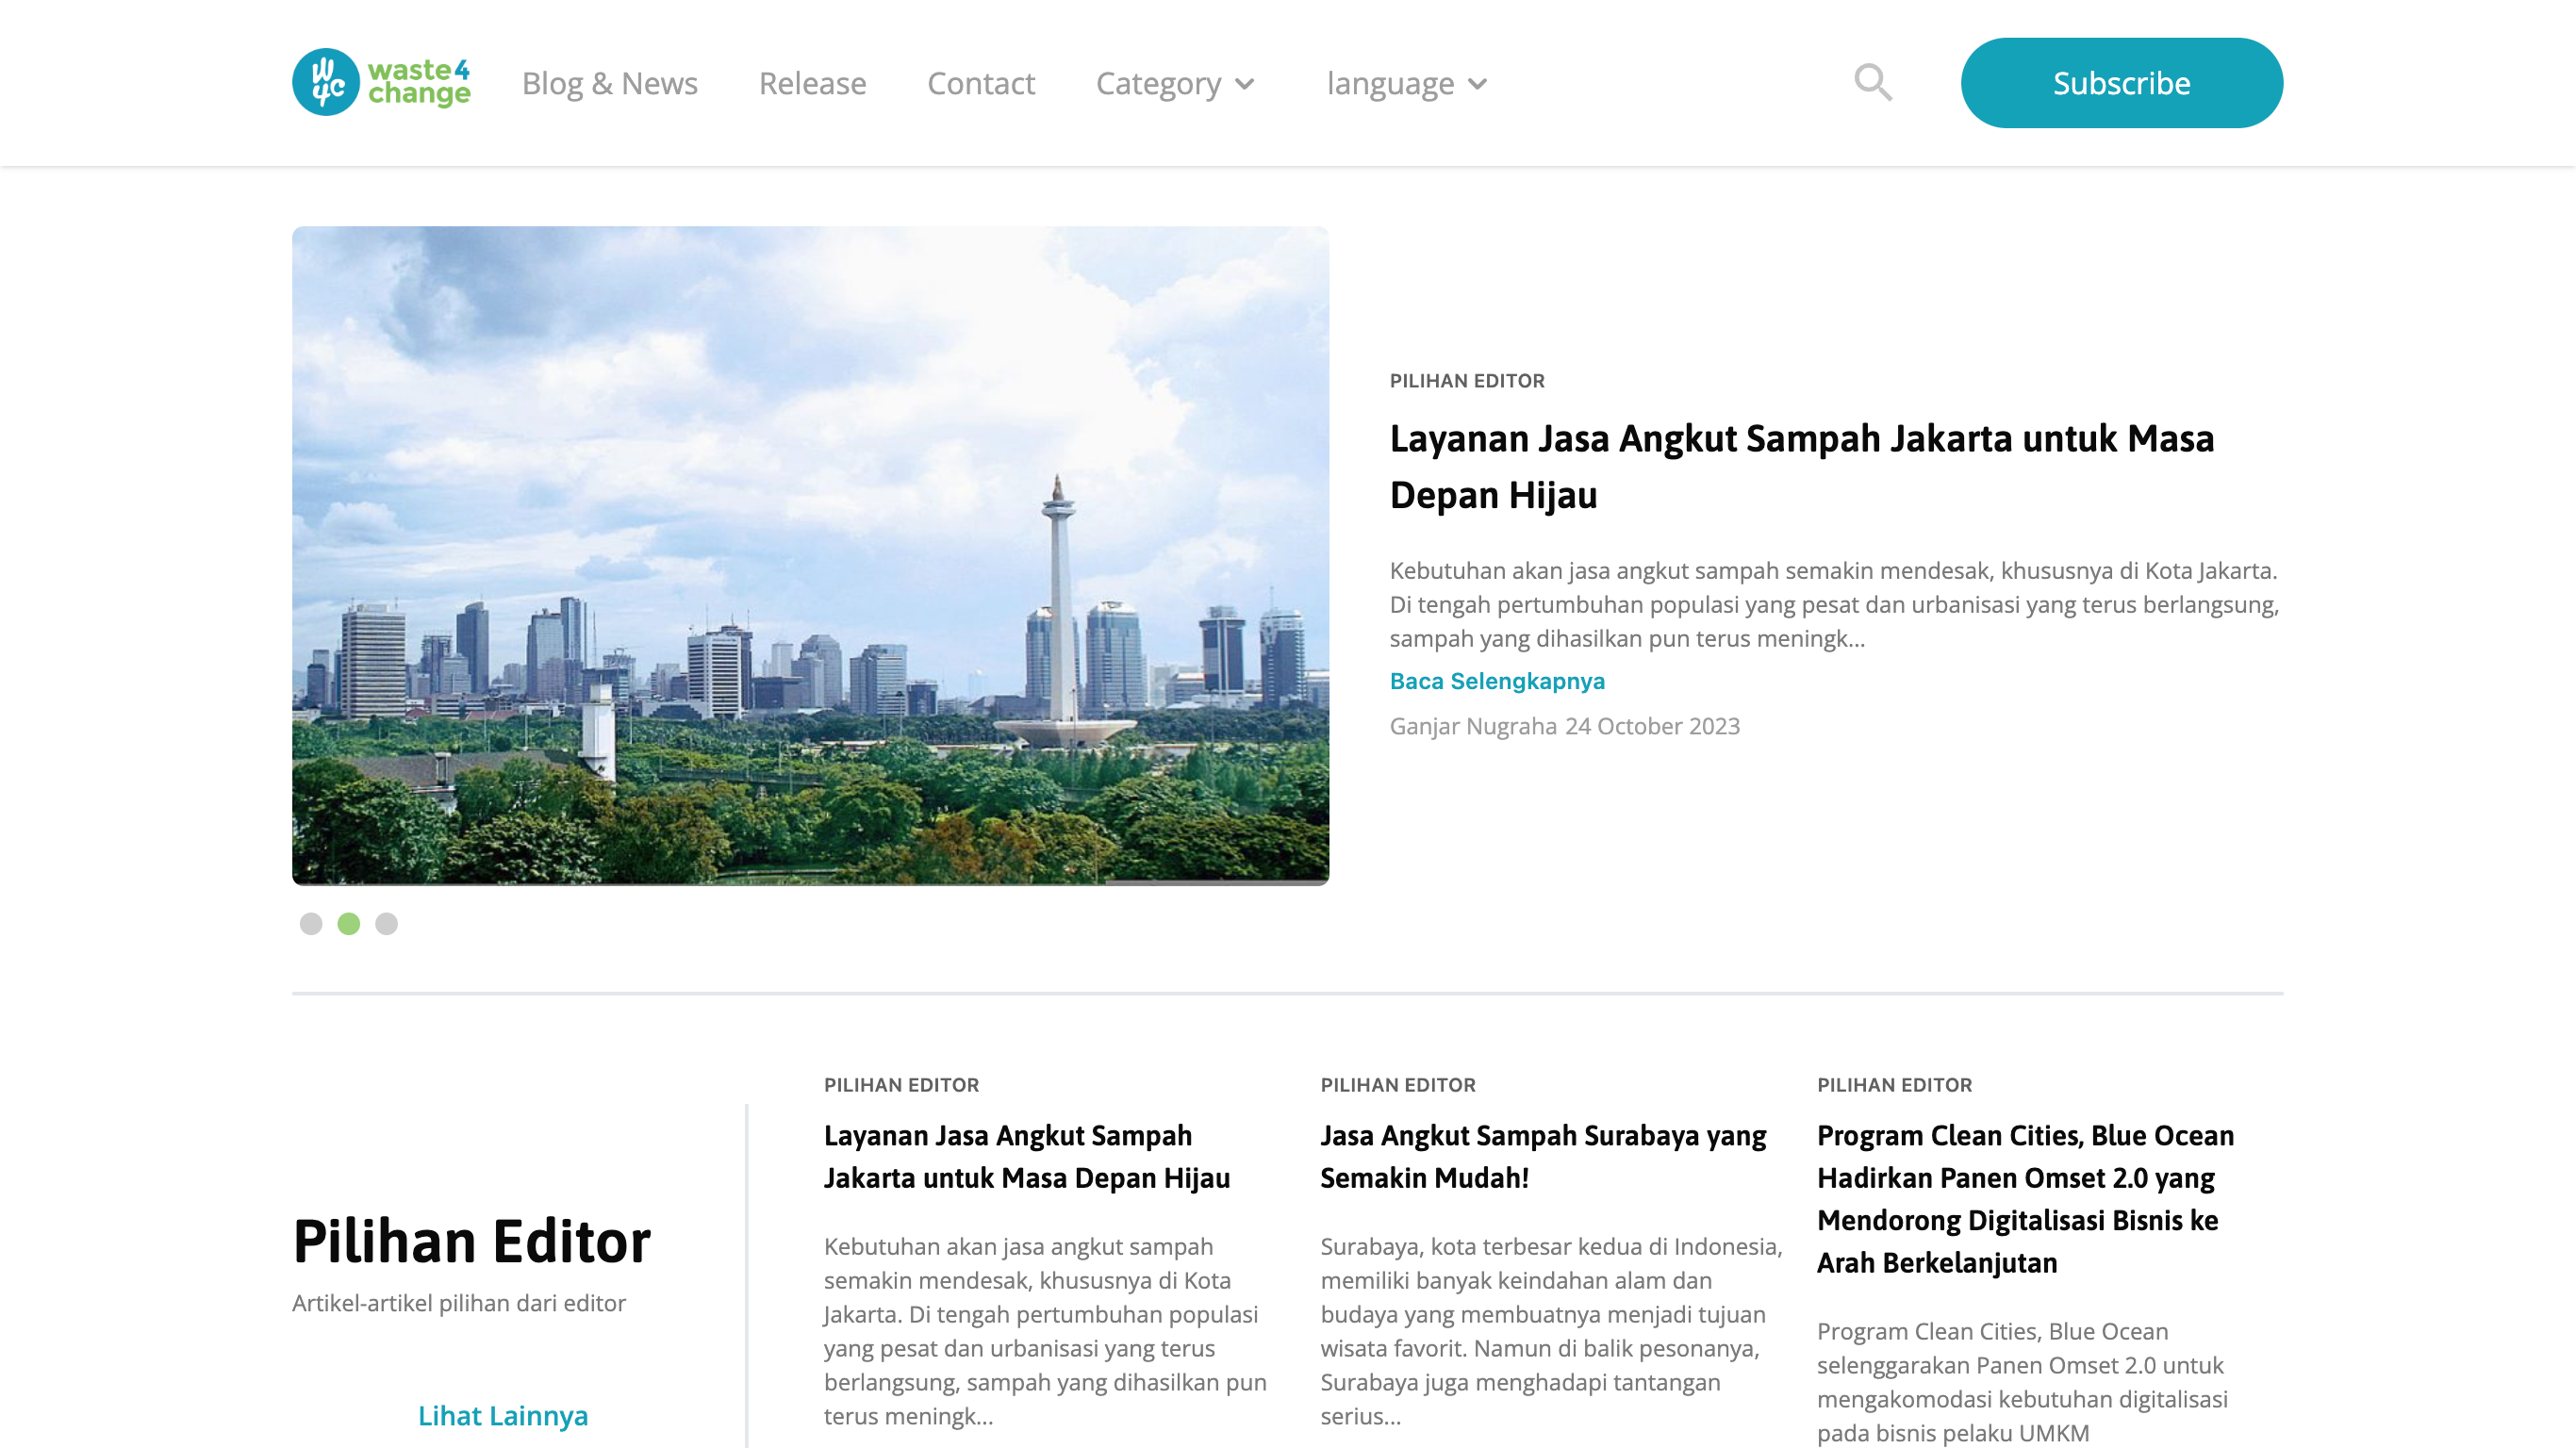 waste4
change
Blog & News
Release
Contact
Category
language
Subscribe
PILIHAN EDITOR
Layanan Jasa Angkut Sampah Jakarta untuk Masa
Depan Hijau
Kebutuhan akan jasa angkut sampah semakin mendesak, khususnya di Kota Jakarta.
Di tengah pertumbuhan populasi yang pesat dan urbanisasi yang terus berlangsung,
sampah yang dihasilkan pun terus meningk...
Baca Selengkapnya
Ganjar Nugraha 24 October 2023
Pilihan Editor
Artikel-artikel pilihan dari editor
Lihat Lainnya
PILIHAN EDITOR
Layanan Jasa Angkut Sampah
Jakarta untuk Masa Depan Hijau
Kebutuhan akan jasa angkut sampah
semakin mendesak, khususnya di Kota
Jakarta. Di tengah pertumbuhan populasi
yang pesat dan urbanisasi yang terus
berlangsung, sampah yang dihasilkan pun
terus meningk...
PILIHAN EDITOR
Jasa Angkut Sampah Surabaya yang
Semakin Mudah!
Surabaya, kota terbesar kedua di Indonesia,
memiliki banyak keindahan alam dan
budaya yang membuatnya menjadi tujuan
wisata favorit. Namun di balik pesonanya,
Surabaya juga menghadapi tantangan
serius...
PILIHAN EDITOR
Program Clean Cities, Blue Ocean
Hadirkan Panen Omset 2.0 yang
Mendorong Digitalisasi Bisnis ke
Arah Berkelanjutan
Program Clean Cities, Blue Ocean
selenggarakan Panen Omset 2.0 untuk
mengakomodasi kebutuhan digitalisasi
pada bisnis pelaku UMKM